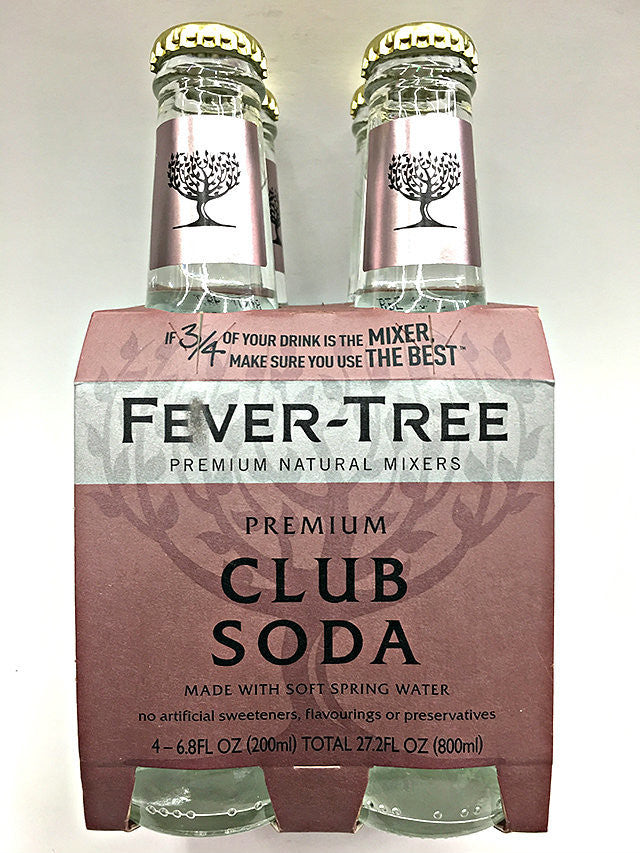 IF 3/4 OF YOUR DRINK IS THE MIXER,
MAKE SURE YOU USE THE BEST™
FEVER-TREE
PREMIUM NATURAL MIXERS
PREMIUM
CLUB
SODA
MADE WITH SOFT SPRING WATER
no artificial sweeteners, flavourings or preservatives
4 – 6.8FL OZ (200ml) TOTAL 27.2FL OZ (800ml)